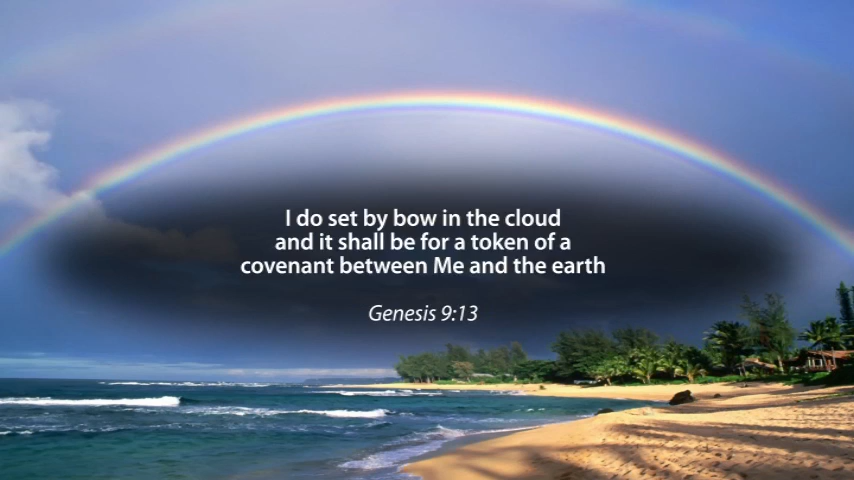 I do set by bow in the cloud
and it shall be for a token of a
covenant between Me and the earth
Genesis 9:13